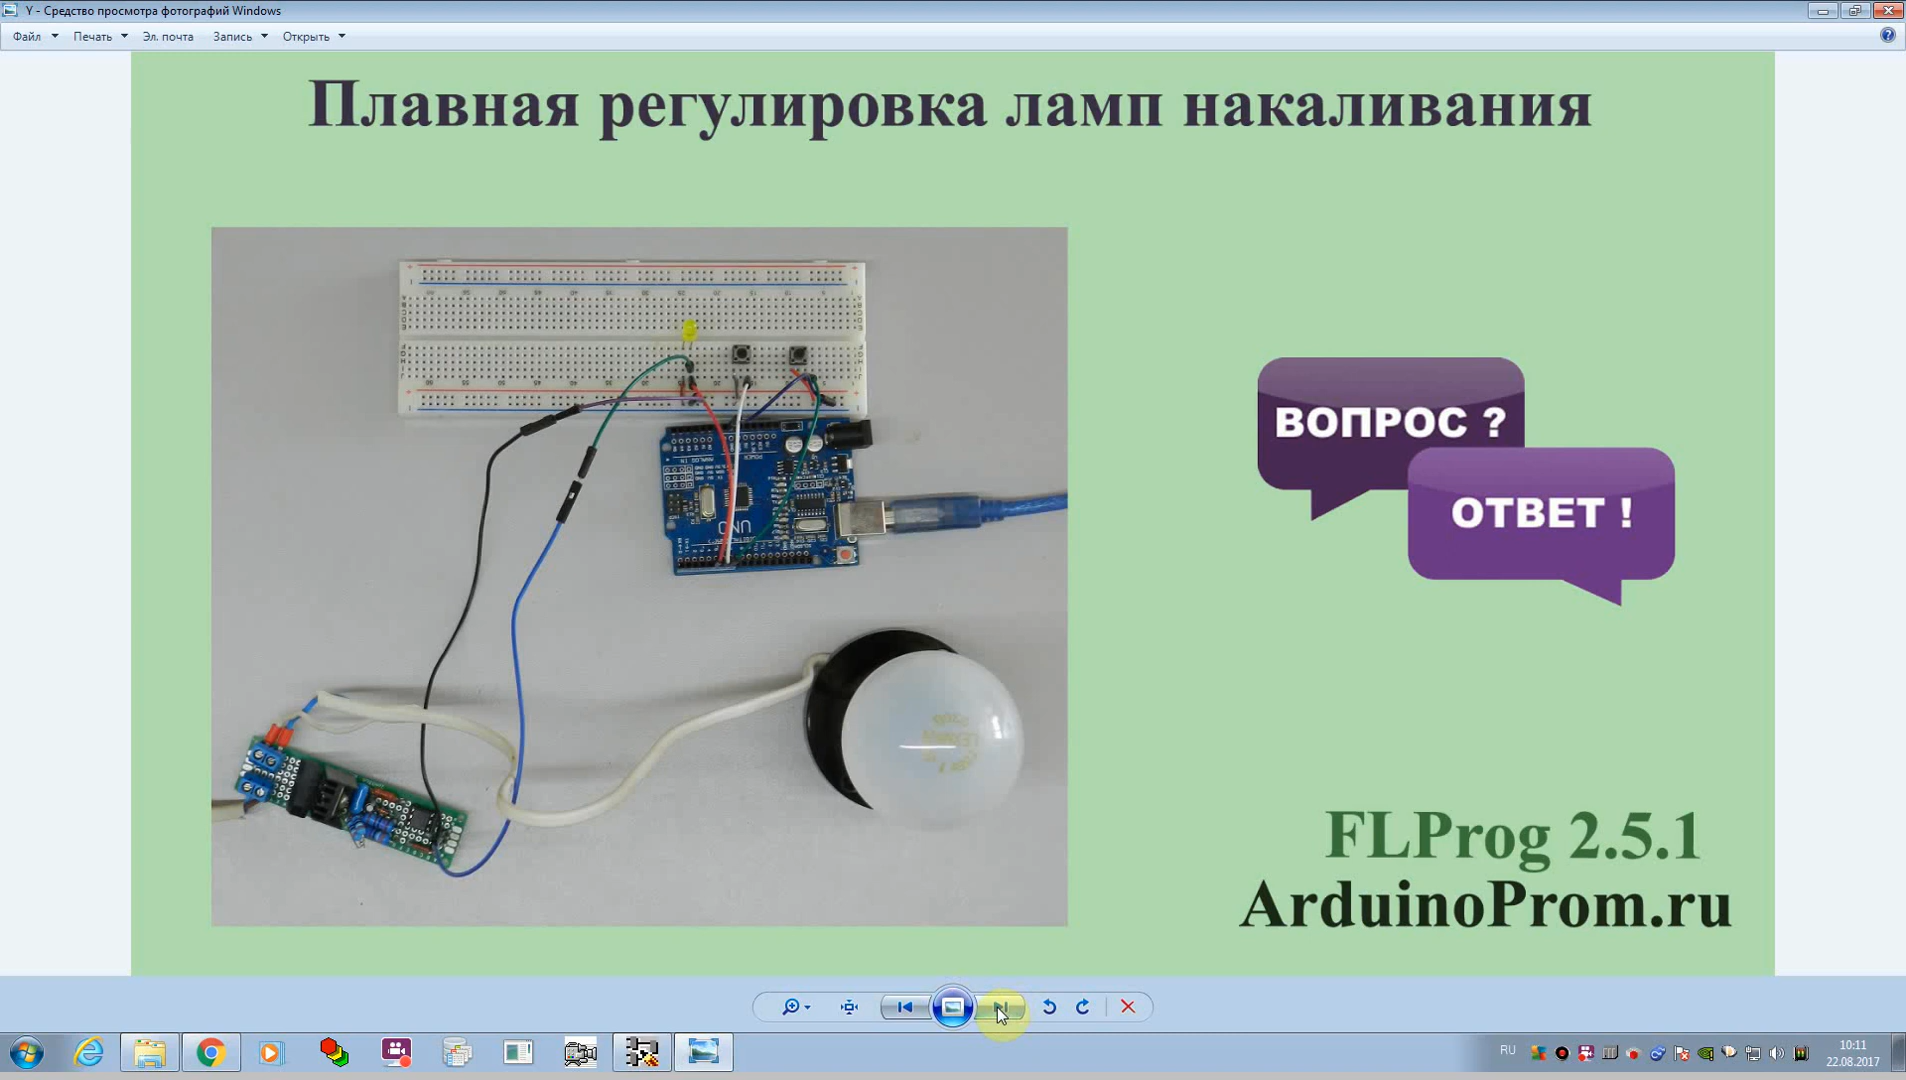 Y - Средство просмотра фотографий Windows
Файл Печать Эл. почта Запись Открыть
Плавная регулировка ламп накаливания
ВОПРОС ?
ОТВЕТ !
UNO
FLProg 2.5.1
ArduinoProm.ru
RU
10:11
22.08.2017